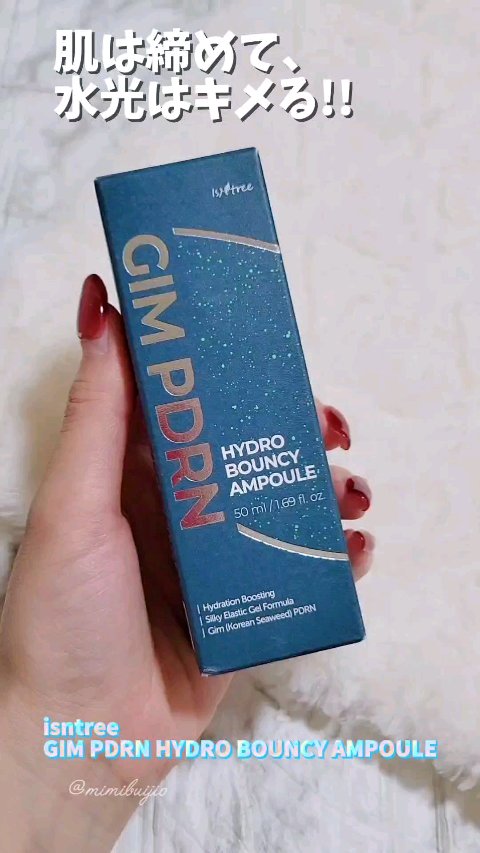 肌は締めて、
水光はキメる!!
Isntree
GIM PDRN
HYDRO
BOUNCY
AMPOULE
50 ml / 1.69 fl. oz
| Hydration Boosting
| Silky Elastic Gel Formula
| Gim (Korean Seaweed) PDRN
isntree
GIM PDRN HYDRO BOUNCY AMPOULE
@mimibuijio